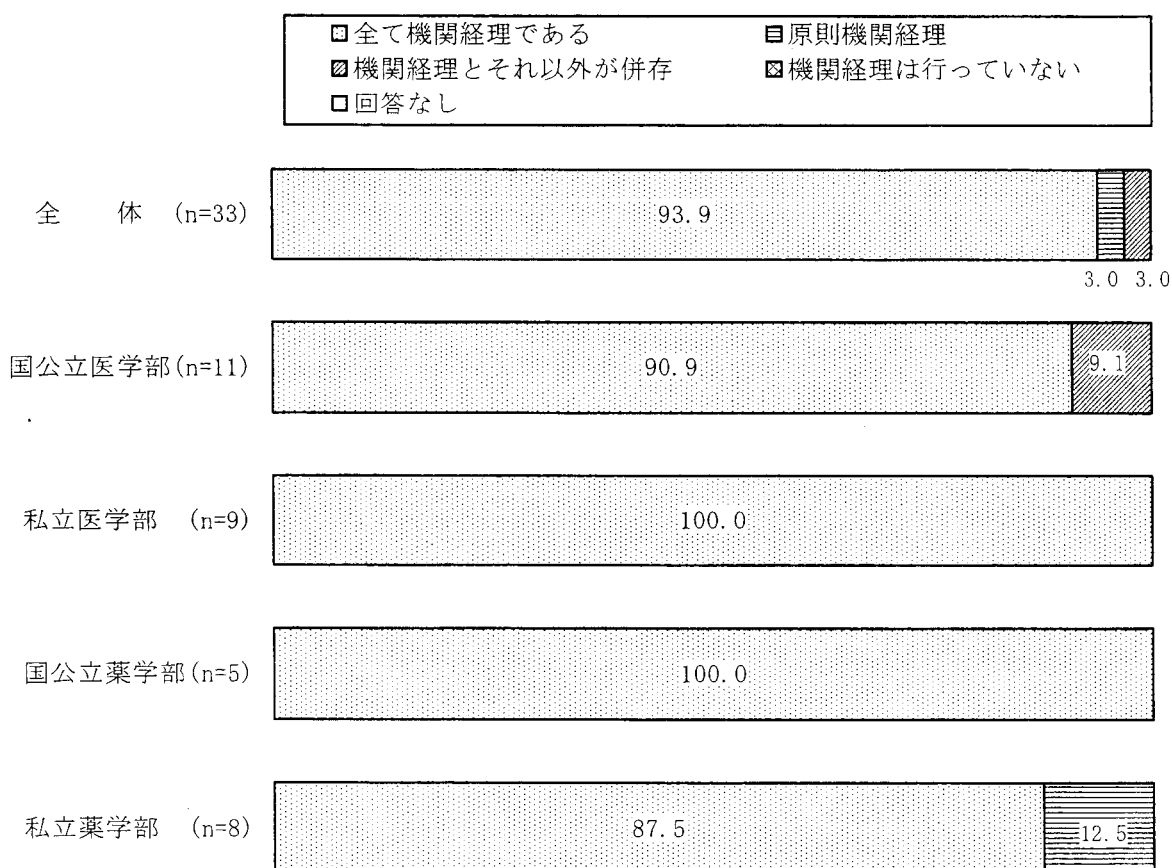 全て機関経理である 原則機関経理
機関経理とそれ以外が併存 機関経理は行っていない
回答なし
全 体 (n=33) 93.9
3.0 3.0
国公立医学部(n=11) 90.9 9.1
私立医学部 (n=9) 100.0
国公立薬学部(n=5) 100.0
私立薬学部 (n=8) 87.5 12.5